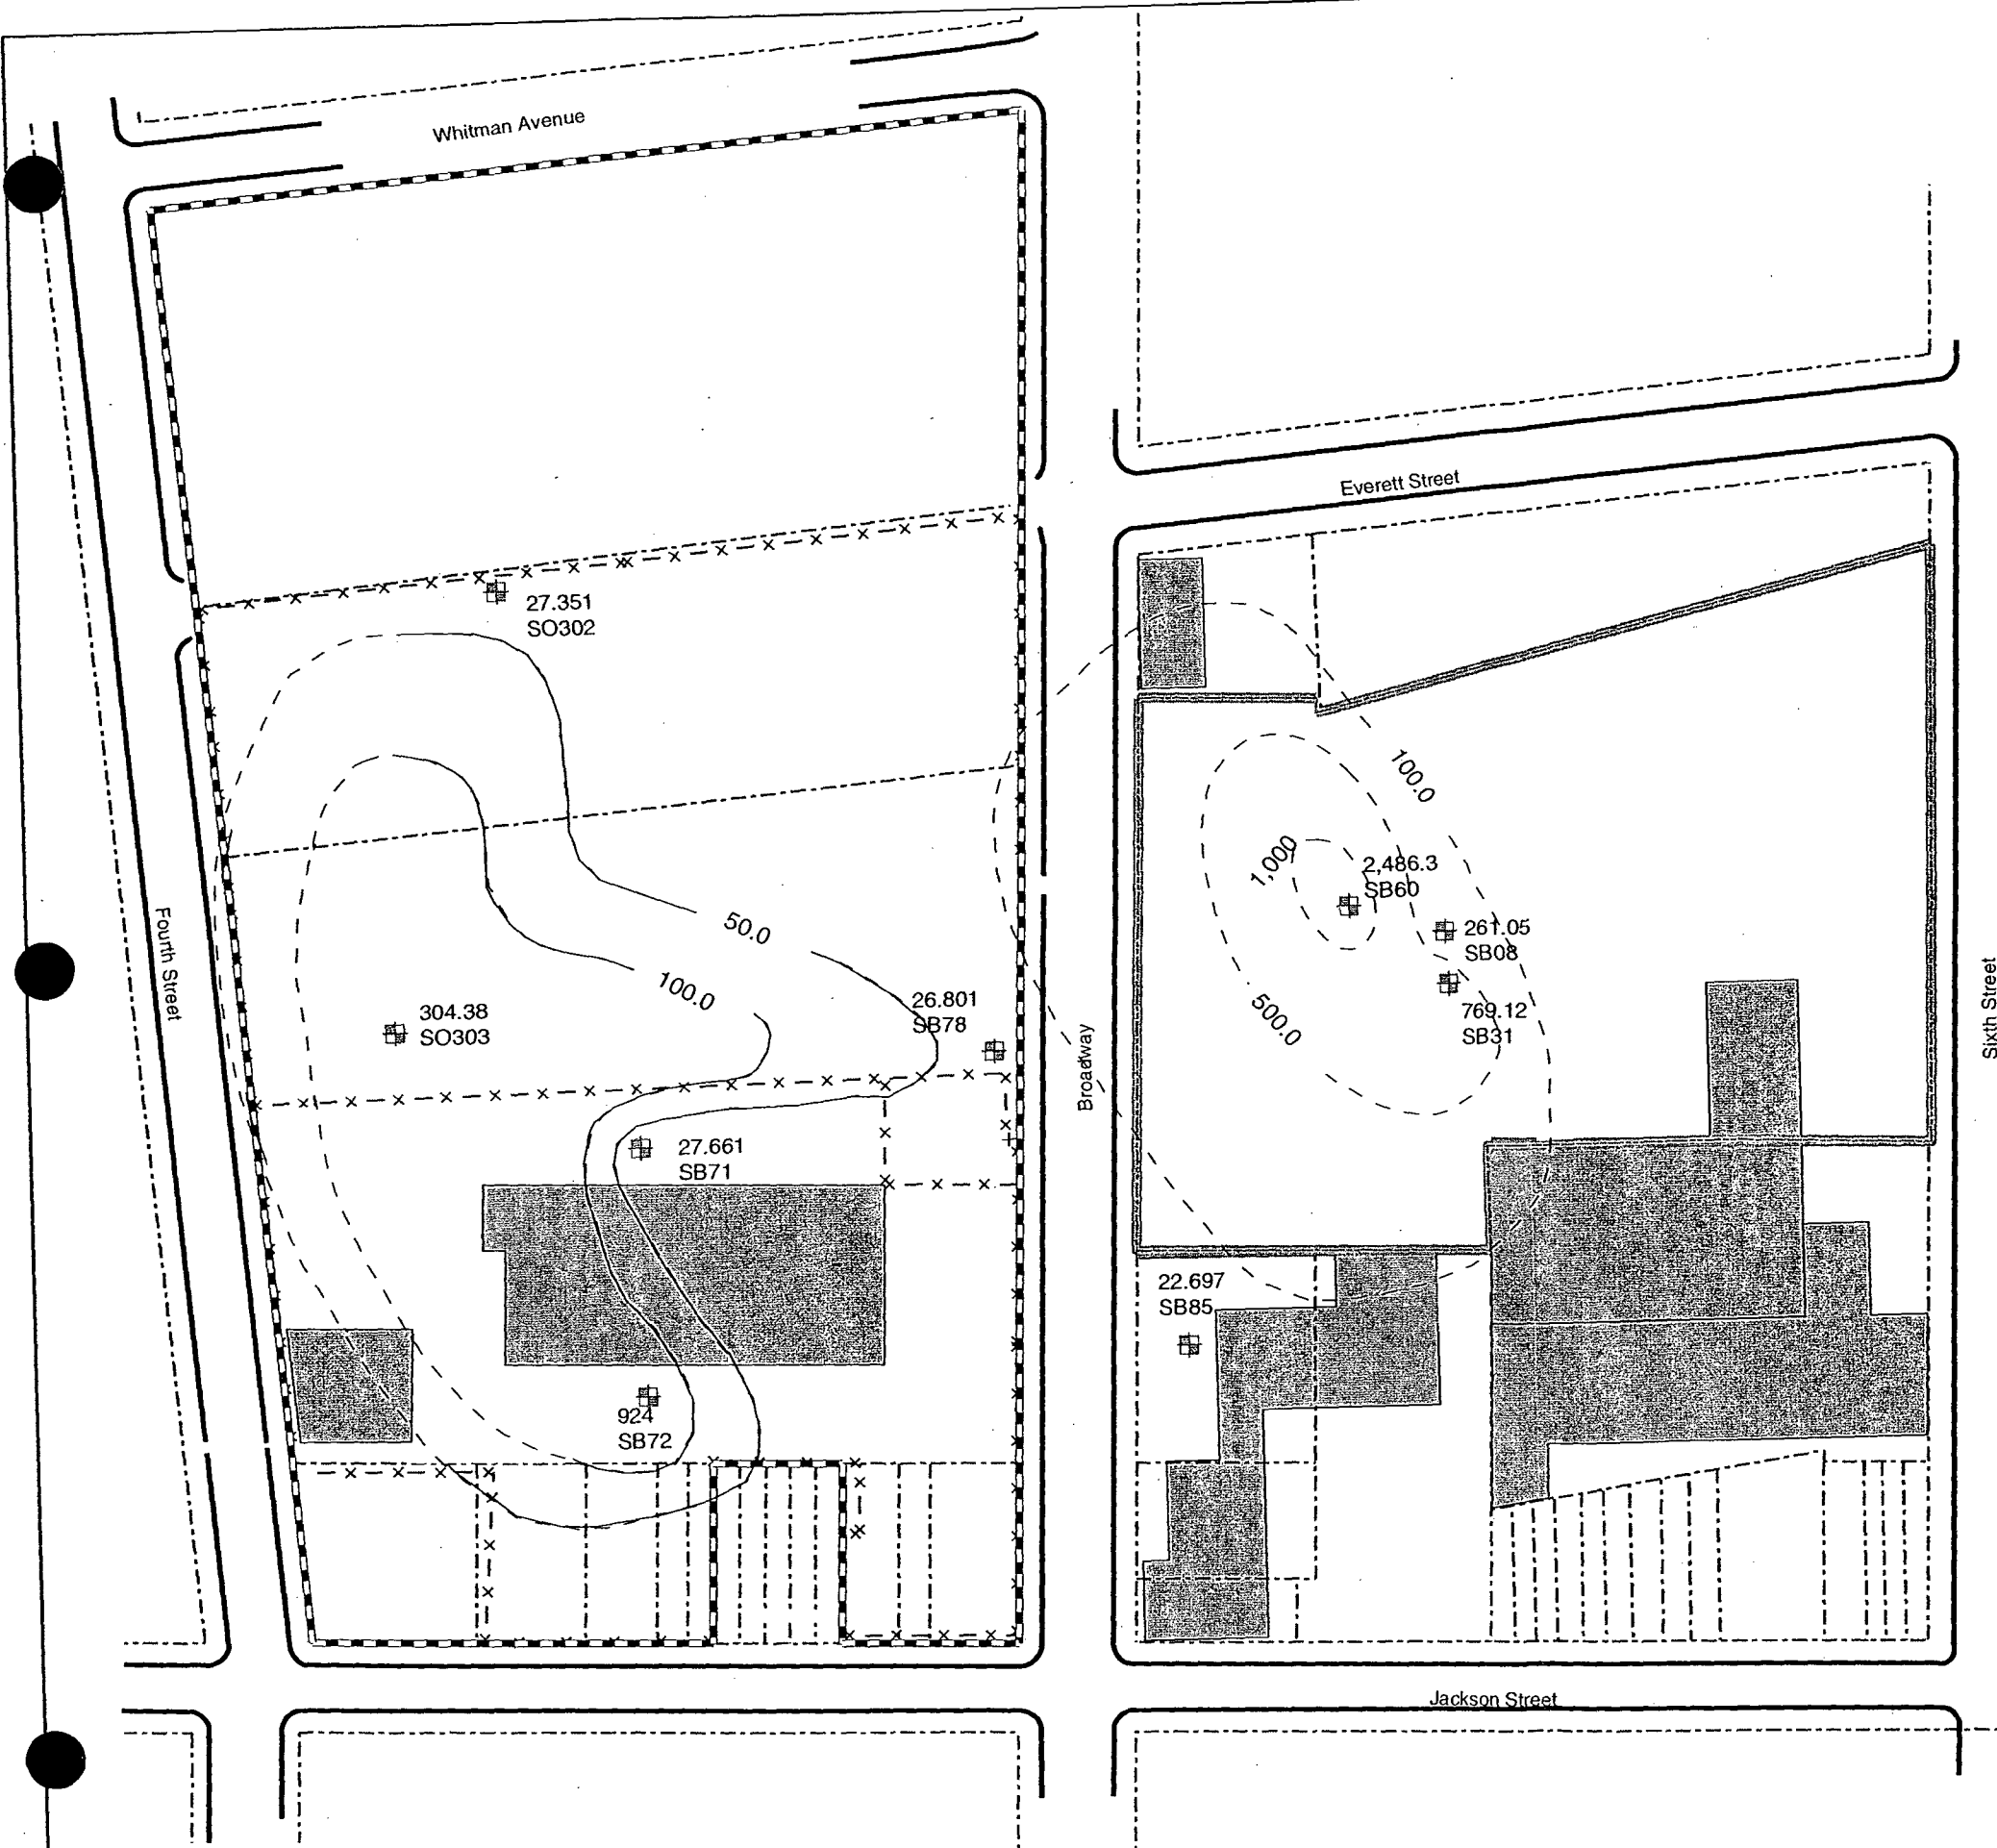 Whitman Avenue
Everett Street
27.351
SO302
100.0
1,000
2,486.3
SB60
50.0
261.05
SB08
Fourth Street
100.0
26.801
SB78
304.38
SO303
500.0
769.12
SB31
Sixth Street
Broadway
27.661
SB71
22.697
SB85
924
SB72
Jackson Street